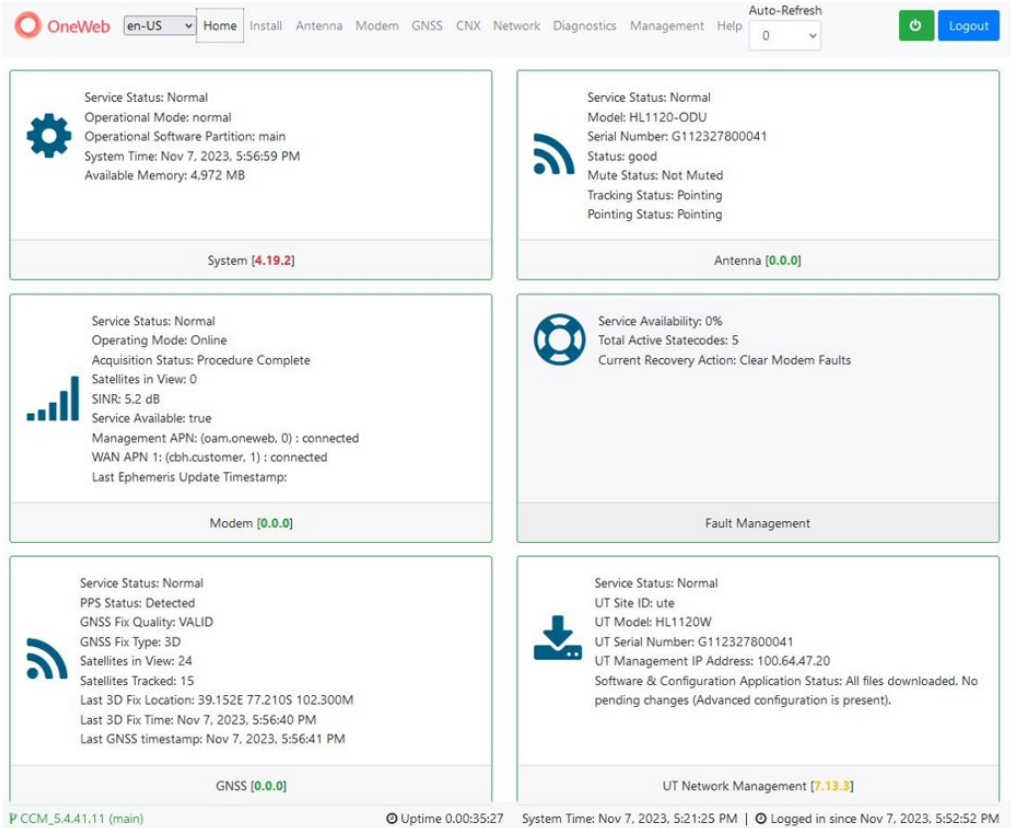 OneWeb en-US Home Install Antenna Modem GNSS CNX Network Diagnostics Management Help Auto-Refresh 0 Logout
Service Status: Normal
Operational Mode: normal
Operational Software Partition: main
System Time: Nov 7, 2023, 5:56:59 PM
Available Memory: 4,972 MB
System [4.19.2]
Service Status: Normal
Model: HL1120-ODU
Serial Number: G112327800041
Status: good
Mute Status: Not Muted
Tracking Status: Pointing
Pointing Status: Pointing
Antenna [0.0.0]
Service Status: Normal
Operating Mode: Online
Acquisition Status: Procedure Complete
Satellites in View: 0
SINR: 5.2 dB
Service Available: true
Management APN: (oam.oneweb, 0) : connected
WAN APN 1: (cbh.customer, 1) : connected
Last Ephemeris Update Timestamp:
Modem [0.0.0]
Service Availability: 0%
Total Active Statecodes: 5
Current Recovery Action: Clear Modem Faults
Fault Management
Service Status: Normal
PPS Status: Detected
GNSS Fix Quality: VALID
GNSS Fix Type: 3D
Satellites in View: 24
Satellites Tracked: 15
Last 3D Fix Location: 39.152E 77.210S 102.300M
Last 3D Fix Time: Nov 7, 2023, 5:56:40 PM
Last GNSS timestamp: Nov 7, 2023, 5:56:41 PM
GNSS [0.0.0]
Service Status: Normal
UT Site ID: ute
UT Model: HL1120W
UT Serial Number: G112327800041
UT Management IP Address: 100.64.47.20
Software & Configuration Application Status: All files downloaded. No
pending changes (Advanced configuration is present).
UT Network Management [7.13.3]
CCM_5.4.41.11 (main) Uptime 0.00:35:27 System Time: Nov 7, 2023, 5:21:25 PM | Logged in since Nov 7, 2023, 5:52:52 PM